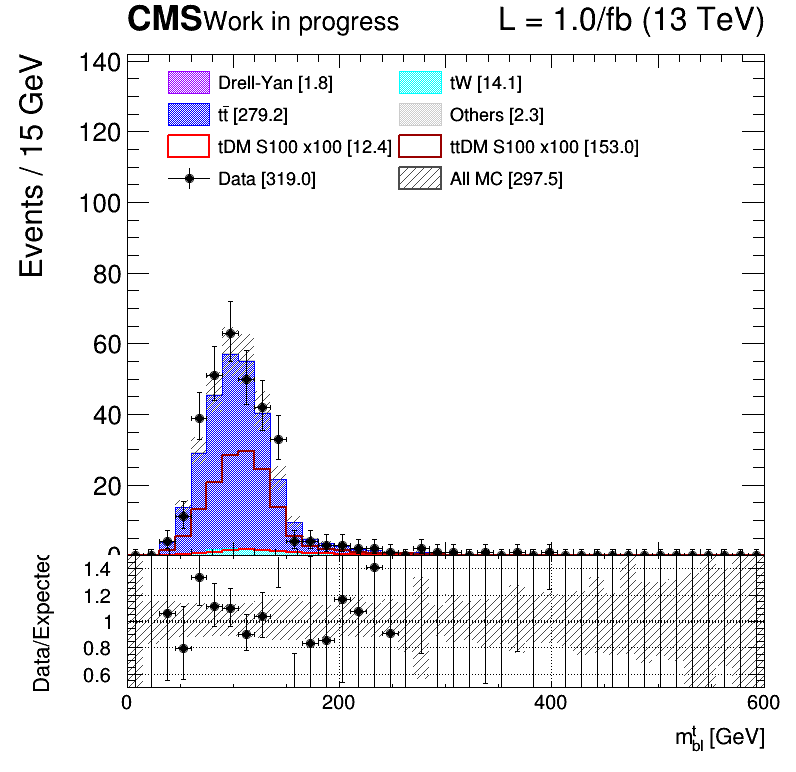 CMS Work in progress L = 1.0/fb (13 TeV)
Events / 15 GeV
140
120
100
80
60
40
20
0
Drell-Yan [1.8] tW [14.1]
tt̄ [279.2] Others [2.3]
tDM S100 x100 [12.4] ttDM S100 x100 [153.0]
Data [319.0] All MC [297.5]
Data/Expected
1.4
1.2
1
0.8
0.6
0 200 400 600
m^t_bl [GeV]